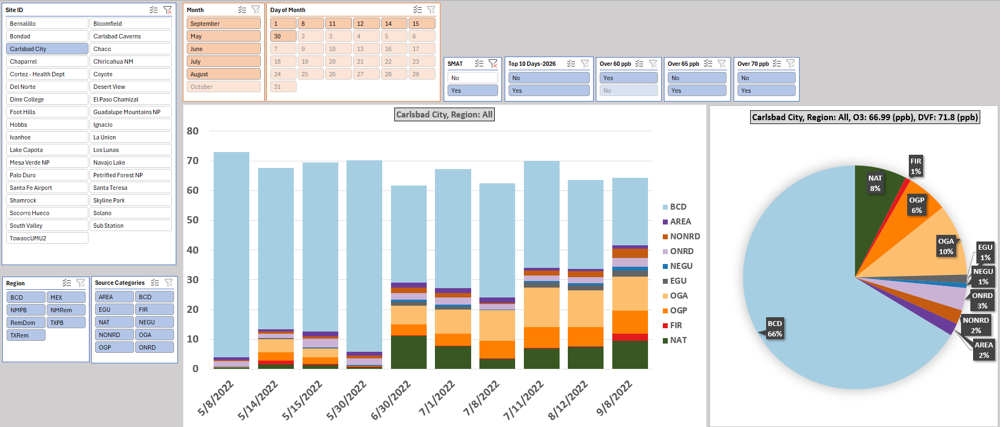 Site ID
Bernalillo Bloomfield
Bondad Carlsbad Caverns
Carlsbad City Chaco
Chaparrel Chiricahua NM
Cortez - Health Dept Coyote
Del Norte Desert View
Dine College El Paso Chamizal
Foot Hills Guadalupe Mountains NP
Hobbs Ignacio
Ivanhoe La Union
Lake Capota Los Lunas
Mesa Verde NP Navajo Lake
Palo Duro Petrified Forest NP
Santa Fe Airport Santa Teresa
Shamrock Skyline Park
Socorro Hueco Solano
South Valley Sub Station
TowaocUMU2
Region
BCD MEX
NMPB NMRem
RemDom TXPB
TXRem
Source Categories
AREA BCD
EGU FIR
NAT NEGU
NONRD OGA
OGP ONRD
Month
September
May
June
July
August
October
Day of Month
1 8 11 12 14 15
30 2 3 4 5 6
7 9 10 13 16 17
18 19 20 21 22 23
24 25 26 27 28 29
31
SMAT
No
Yes
Top 10 Days-2026
No
Yes
Over 60 ppb
Yes
No
Over 65 ppb
No
Yes
Over 70 ppb
No
Yes
Carlsbad City, Region: All
80
70
60
50
40
30
20
10
0
5/8/2022
5/14/2022
5/15/2022
5/30/2022
6/30/2022
7/1/2022
7/8/2022
7/11/2022
8/12/2022
9/8/2022
BCD
AREA
NONRD
ONRD
NEGU
EGU
OGA
OGP
FIR
NAT
Carlsbad City, Region: All, O3: 66.99 (ppb), DVF: 71.8 (ppb)
FIR
1%
NAT
8%
OGP
6%
OGA
10%
EGU
1%
NEGU
1%
ONRD
3%
NONRD
2%
AREA
2%
BCD
66%